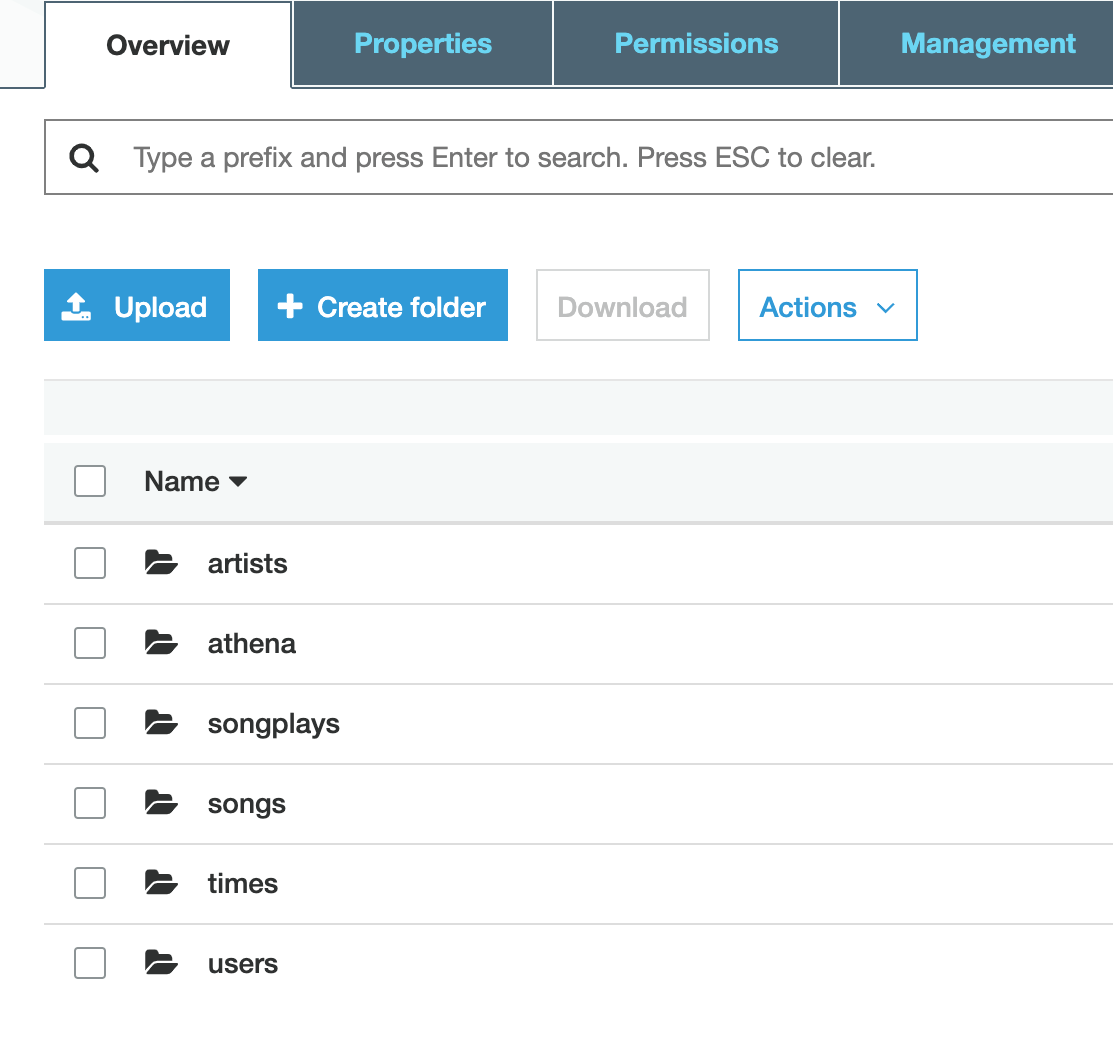 Overview Properties Permissions Management
Type a prefix and press Enter to search. Press ESC to clear.
Upload Create folder Download Actions
Name
artists
athena
songplays
songs
times
users